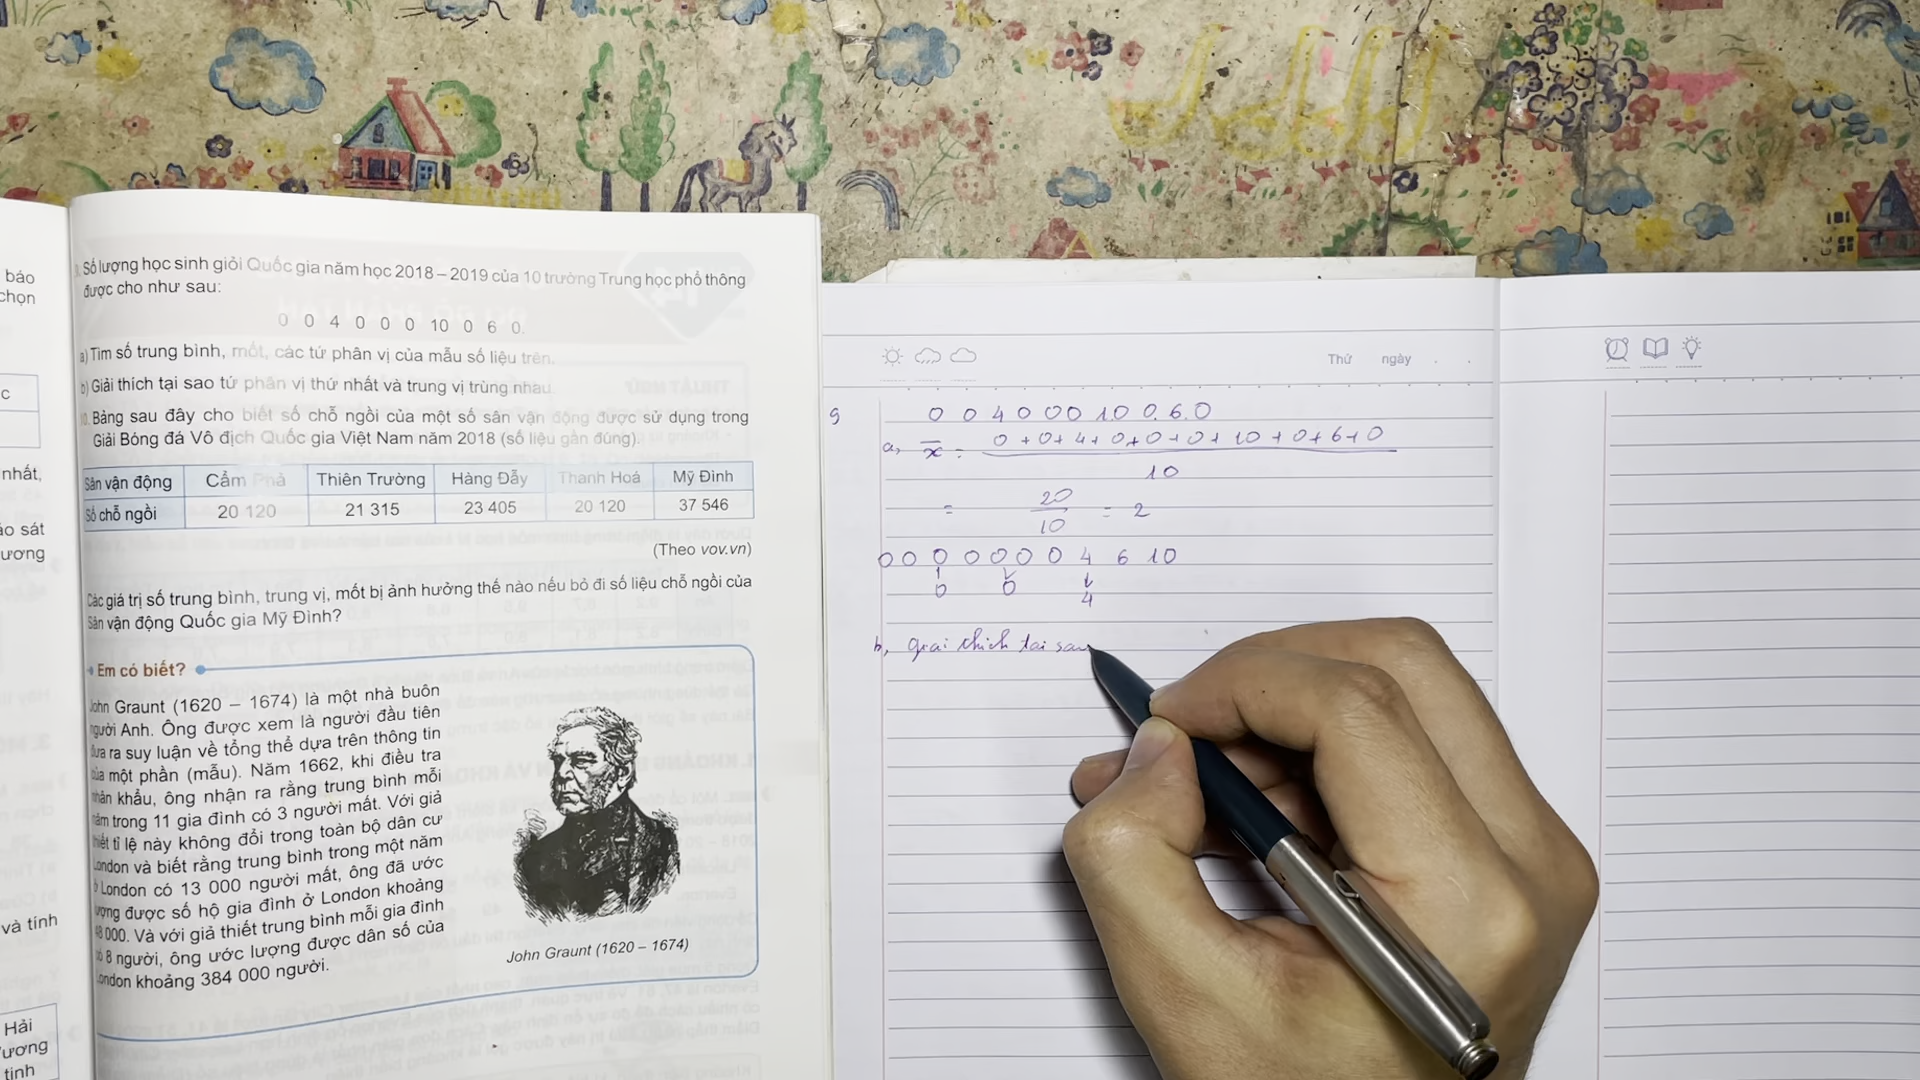 báo
chọn
c
nhất,
ảo sát
ương
và tính
Hải
ương
tinh
Số lượng học sinh giỏi Quốc gia năm học 2018 – 2019 của 10 trường Trung học phổ thông
được cho như sau:
0 0 4 0 0 0 10 0 6 0.
a) Tìm số trung bình, mốt, các tứ phân vị của mẫu số liệu trên.
b) Giải thích tại sao tứ phân vị thứ nhất và trung vị trùng nhau.
Bảng sau đây cho biết số chỗ ngồi của một số sân vận động được sử dụng trong
Giải Bóng đá Vô địch Quốc gia Việt Nam năm 2018 (số liệu gần đúng).
Sân vận động Cẩm Phả Thiên Trường Hàng Đẫy Thanh Hoá Mỹ Đình
Số chỗ ngồi 20 120 21 315 23 405 20 120 37 546
(Theo vov.vn)
Các giá trị số trung bình, trung vị, mốt bị ảnh hưởng thế nào nếu bỏ đi số liệu chỗ ngồi của
Sân vận động Quốc gia Mỹ Đình?
Em có biết?
John Graunt (1620 – 1674) là một nhà buôn
người Anh. Ông được xem là người đầu tiên
đưa ra suy luận về tổng thể dựa trên thông tin
của một phần (mẫu). Năm 1662, khi điều tra
nhân khẩu, ông nhận ra rằng trung bình mỗi
năm trong 11 gia đình có 3 người mất. Với giả
thiết tỉ lệ này không đổi trong toàn bộ dân cư
London và biết rằng trung bình trong một năm
ở London có 13 000 người mất, ông đã ước
lượng được số hộ gia đình ở London khoảng
48 000. Và với giả thiết trung bình mỗi gia đình
có 8 người, ông ước lượng được dân số của
London khoảng 384 000 người.
John Graunt (1620 – 1674)
Thứ ngày . .
9 0 0 4 0 0 0 10 0. 6. 0
a, x̄ = 0 + 0 + 4 + 0 + 0 + 0 + 10 + 0 + 6 + 0
10
= 20/10 = 2
0 0 0 0 0 0 0 4 6 10
0 0 4
b, giai thich tai sao